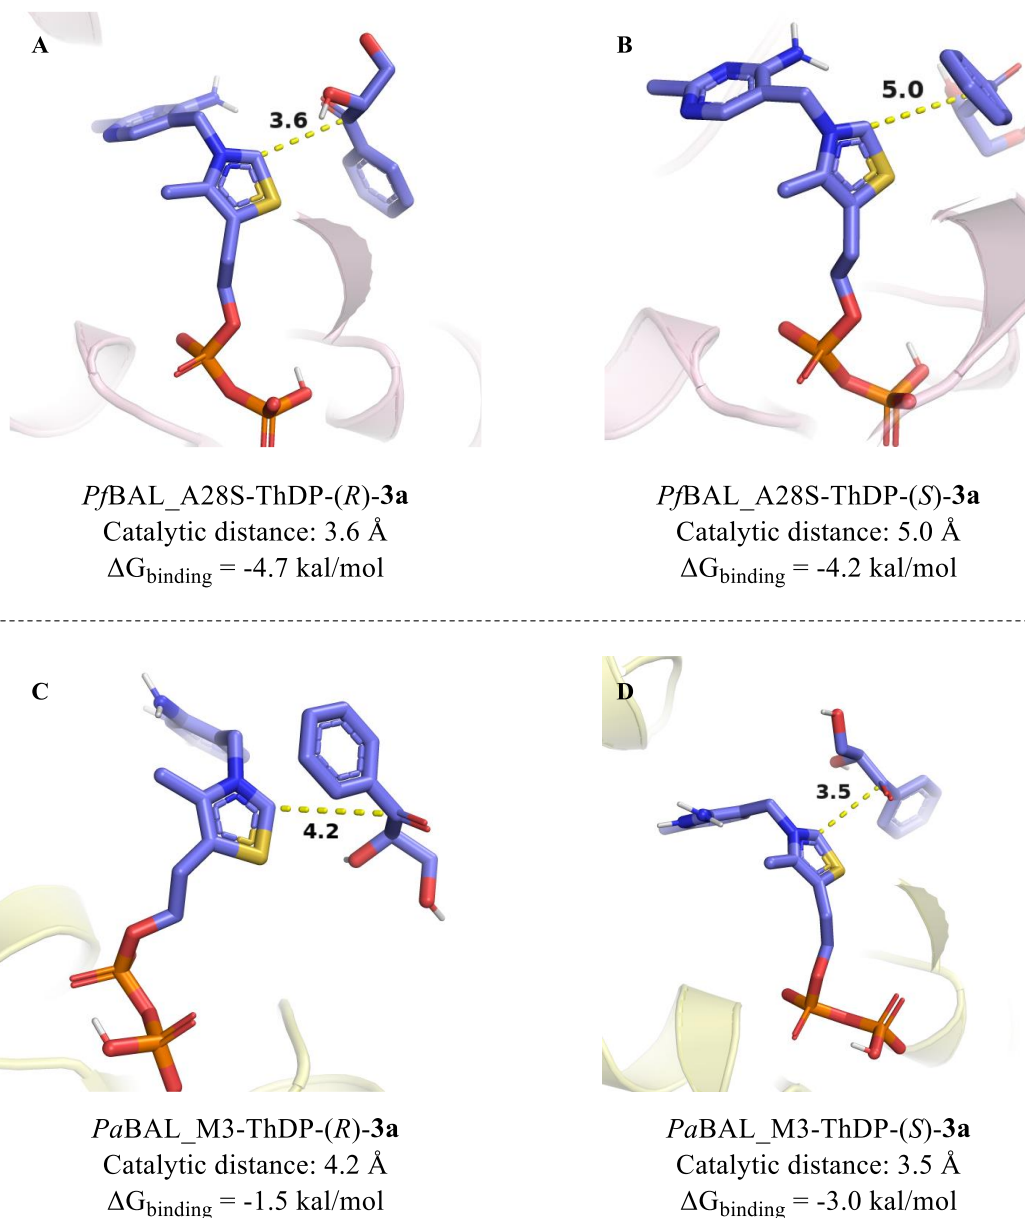 A
3.6
PfBAL_A28S-ThDP-(R)-3a
Catalytic distance: 3.6 Å
ΔGbinding = -4.7 kal/mol
B
5.0
PfBAL_A28S-ThDP-(S)-3a
Catalytic distance: 5.0 Å
ΔGbinding = -4.2 kal/mol
C
4.2
PaBAL_M3-ThDP-(R)-3a
Catalytic distance: 4.2 Å
ΔGbinding = -1.5 kal/mol
D
3.5
PaBAL_M3-ThDP-(S)-3a
Catalytic distance: 3.5 Å
ΔGbinding = -3.0 kal/mol